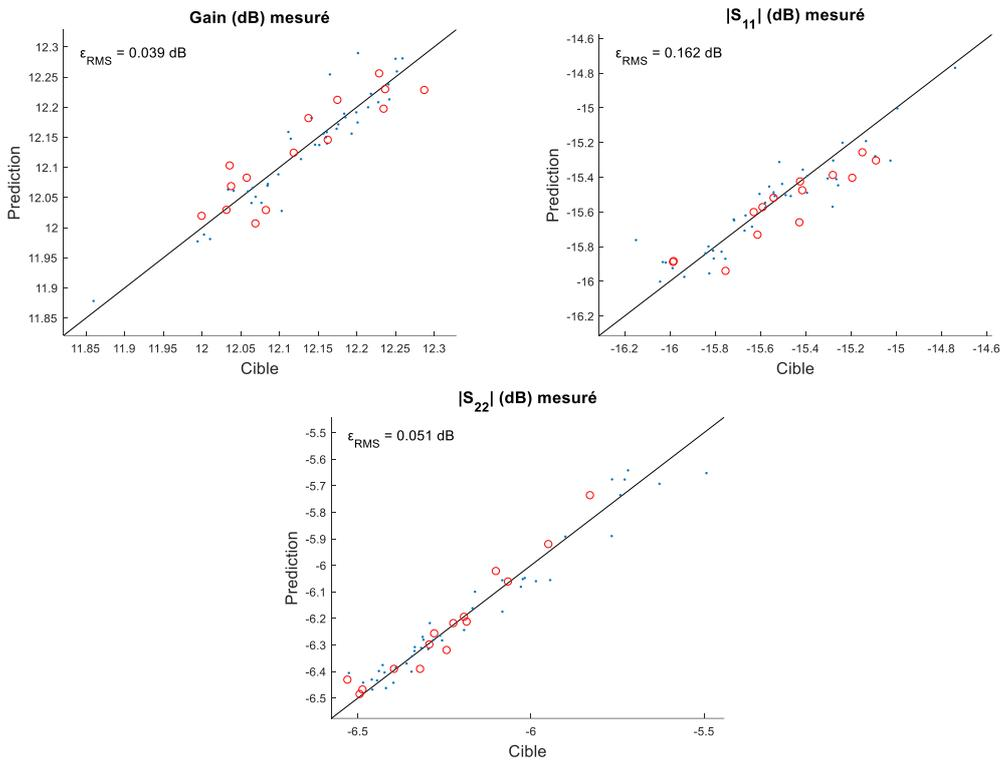 Gain (dB) mesuré
εRMS = 0.039 dB
12.3
12.25
12.2
12.15
12.1
12.05
12
11.95
11.9
11.85
Prediction
11.85 11.9 11.95 12 12.05 12.1 12.15 12.2 12.25 12.3
Cible
|S11| (dB) mesuré
εRMS = 0.162 dB
-14.6
-14.8
-15
-15.2
-15.4
-15.6
-15.8
-16
-16.2
Prediction
-16.2 -16 -15.8 -15.6 -15.4 -15.2 -15 -14.8 -14.6
Cible
|S22| (dB) mesuré
εRMS = 0.051 dB
-5.5
-5.6
-5.7
-5.8
-5.9
-6
-6.1
-6.2
-6.3
-6.4
-6.5
Prediction
-6.5 -6 -5.5
Cible